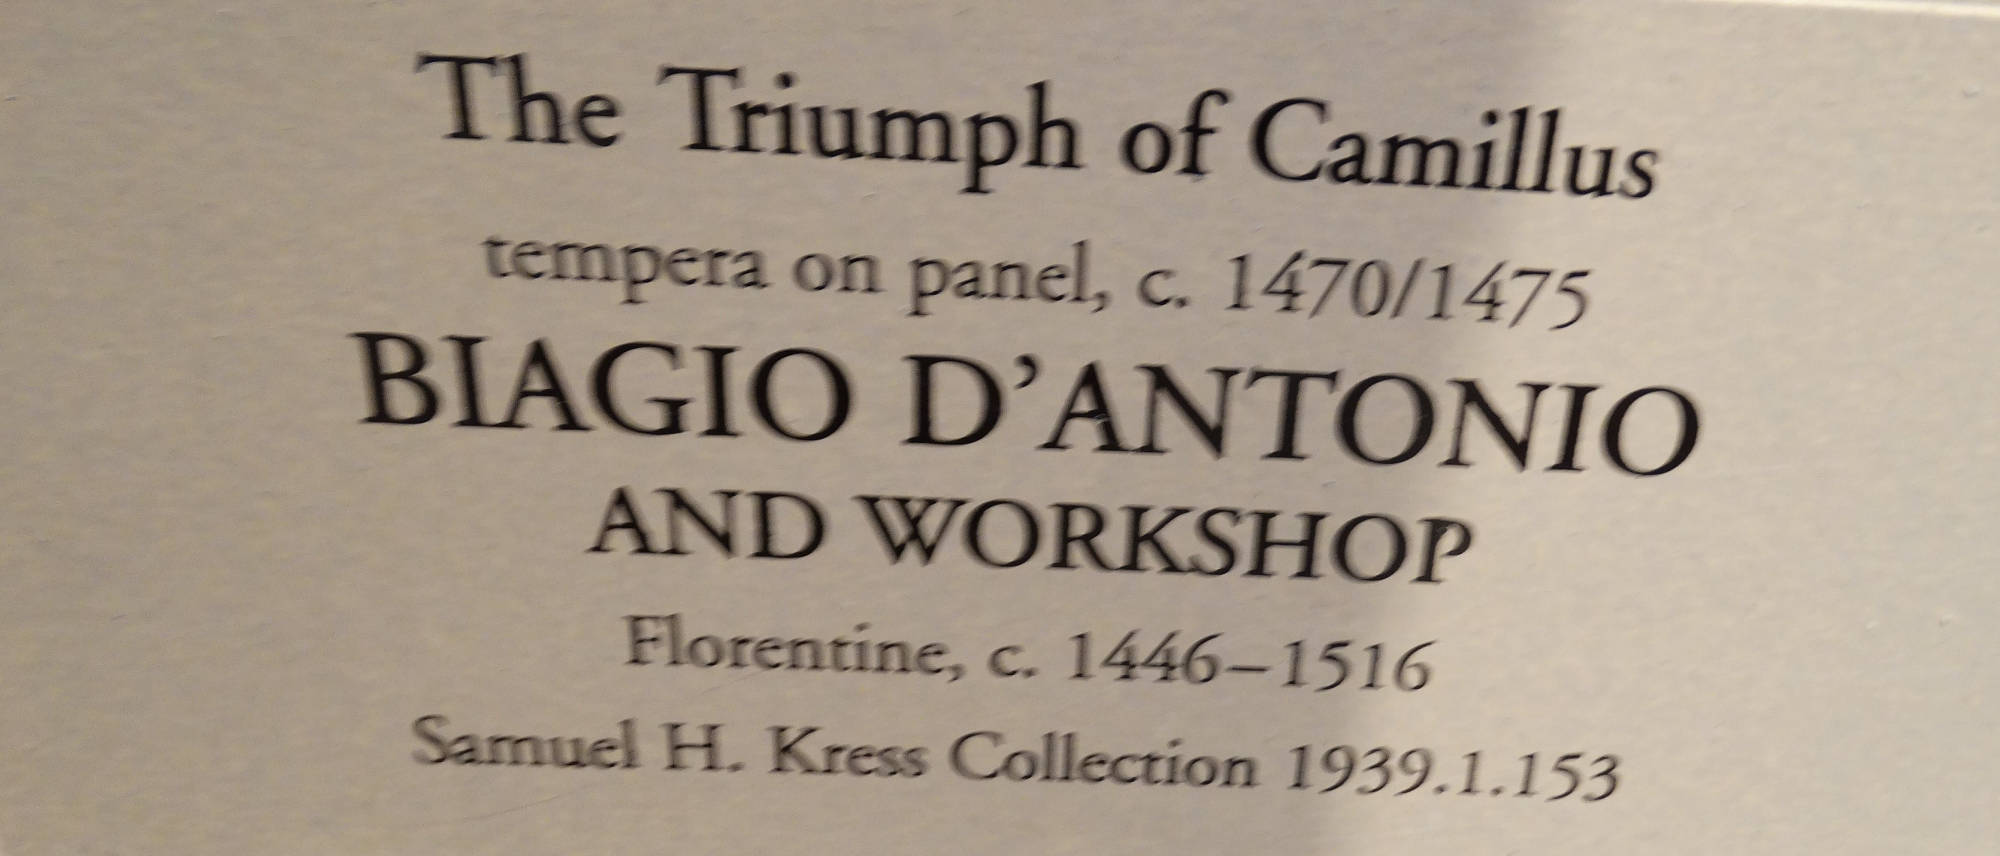 The Triumph of Camillus
tempera on panel, c. 1470/1475
BIAGIO D’ANTONIO
AND WORKSHOP
Florentine, c. 1446–1516
Samuel H. Kress Collection 1939.1.153